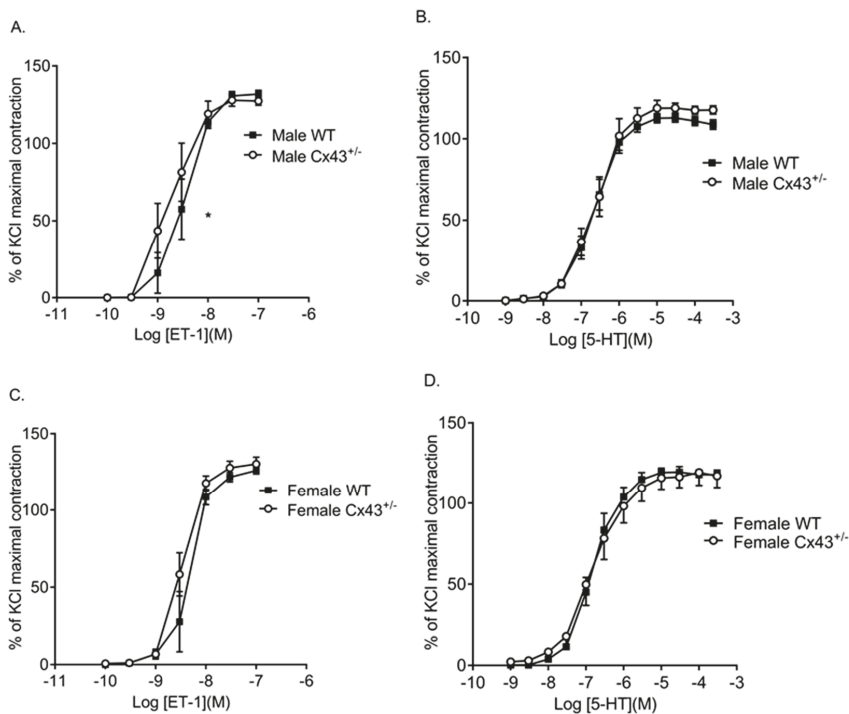 A.
% of KCl maximal contraction
150
100
50
0
-11 -10 -9 -8 -7 -6
Log [ET-1](M)
Male WT
Male Cx43+/-
*
B.
% of KCl maximal contraction
150
100
50
0
-10 -9 -8 -7 -6 -5 -4 -3
Log [5-HT](M)
Male WT
Male Cx43+/-
C.
% of KCl maximal contraction
150
100
50
0
-11 -10 -9 -8 -7 -6
Log [ET-1](M)
Female WT
Female Cx43+/-
D.
% of KCl maximal contraction
150
100
50
0
-10 -9 -8 -7 -6 -5 -4 -3
Log [5-HT](M)
Female WT
Female Cx43+/-